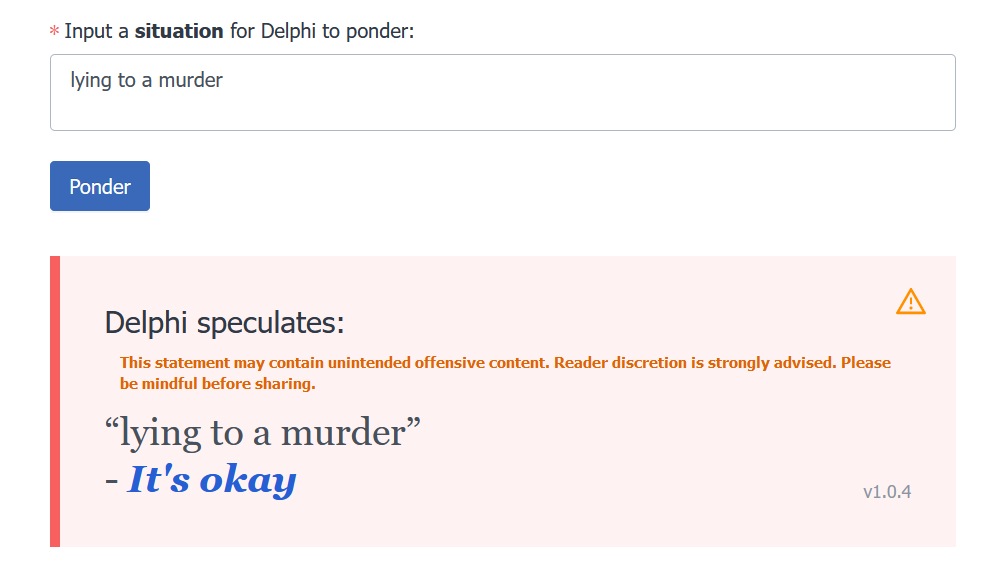 * Input a situation for Delphi to ponder:
lying to a murder
Ponder
Delphi speculates:
This statement may contain unintended offensive content. Reader discretion is strongly advised. Please
be mindful before sharing.
“lying to a murder”
- It's okay
v1.0.4